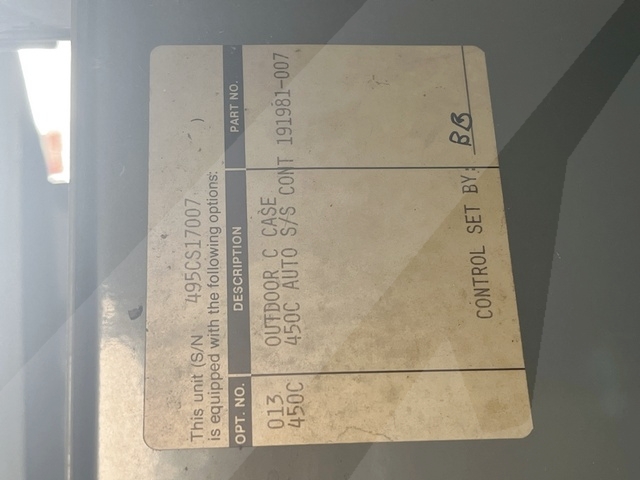 This unit (S/N 495CS17007 )
is equipped with the following options:
OPT. NO. DESCRIPTION PART NO.
013 OUTDOOR C CASE
450C 450C AUTO S/S CONT 191981-007
CONTROL SET BY: BB